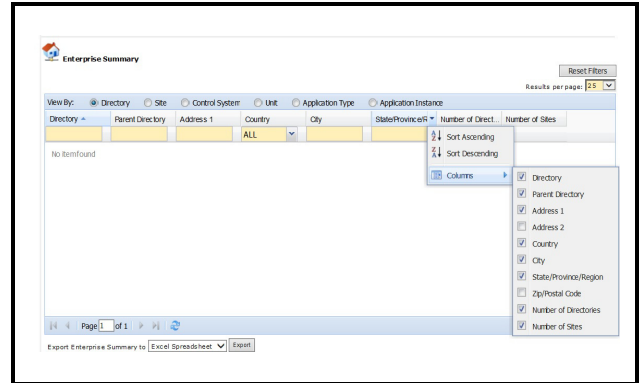 Enterprise Summary
Reset Filters
Results per page: 25
View By: Directory Site Control System Unit Application Type Application Instance
Directory Parent Directory Address 1 Country City State/Province/R Number of Direct... Number of Sites
ALL
No item found
Sort Ascending
Sort Descending
Columns
Directory
Parent Directory
Address 1
Address 2
Country
City
State/Province/Region
Zip/Postal Code
Number of Directories
Number of Sites
Page 1 of 1
Export Enterprise Summary to Excel Spreadsheet Export